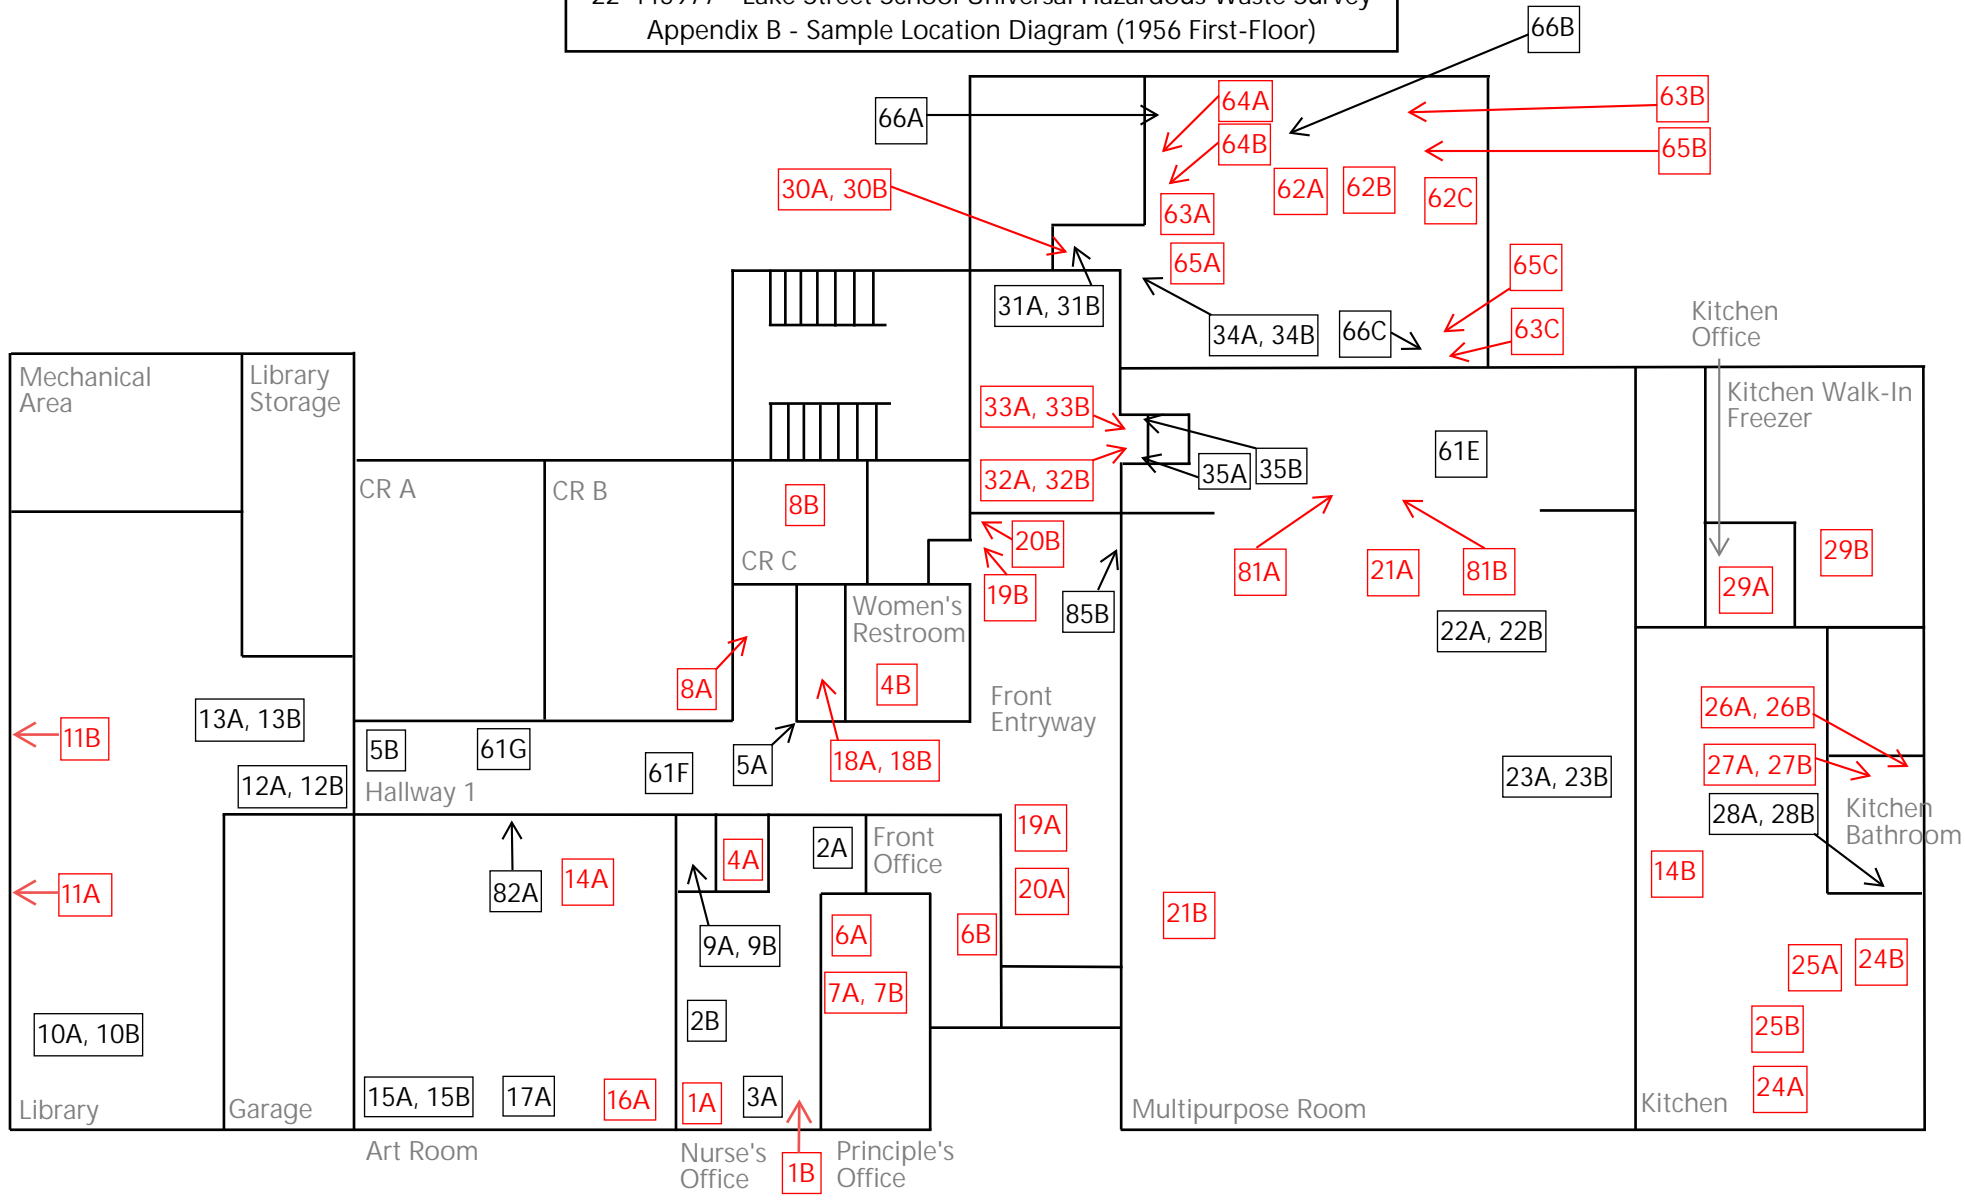 Appendix B - Sample Location Diagram (1956 First-Floor)
66B
66A
64A
63B
64B
65B
30A, 30B
62A
62B
62C
63A
65A
65C
31A, 31B
34A, 34B
66C
63C
Kitchen
Office
Mechanical
Area
Library
Storage
Kitchen Walk-In
Freezer
33A, 33B
32A, 32B
35A
35B
61E
CR A
CR B
8B
CR C
20B
19B
85B
81A
21A
81B
22A, 22B
29A
29B
Women's
Restroom
4B
8A
Front
Entryway
13A, 13B
11B
12A, 12B
5B
61G
Hallway 1
61F
5A
18A, 18B
23A, 23B
26A, 26B
27A, 27B
28A, 28B
Kitchen
Bathroom
11A
82A
14A
4A
2A
Front
Office
19A
20A
14B
9A, 9B
6A
6B
7A, 7B
21B
25A
24B
25B
24A
10A, 10B
2B
Library
Garage
15A, 15B
17A
16A
1A
3A
Multipurpose Room
Kitchen
Art Room
Nurse's
Office
1B
Principle's
Office